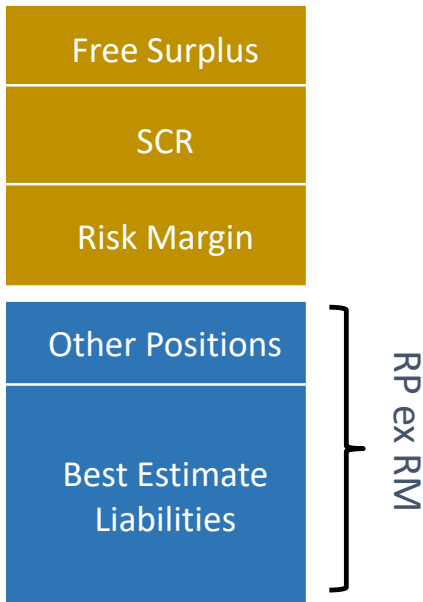 Free Surplus
SCR
Risk Margin
Other Positions
Best Estimate
Liabilities
RP ex RM